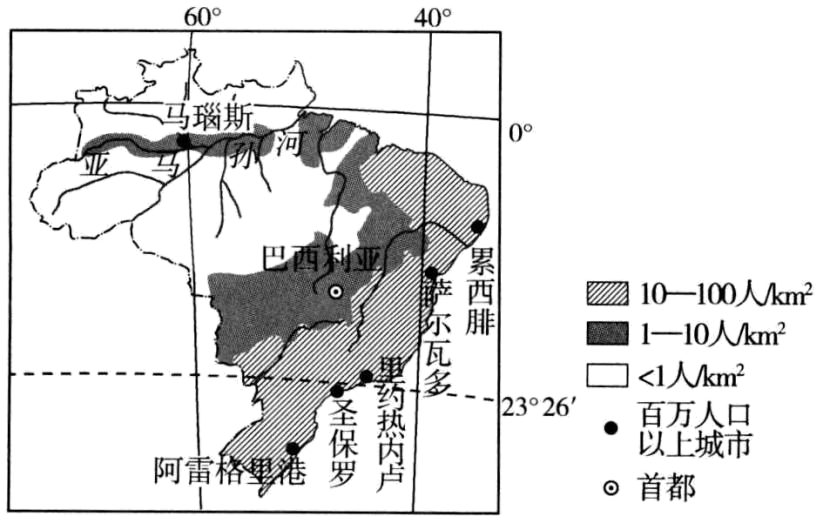 60°
40°
马瑙斯
0°
亚马孙河
巴西利亚
累西腓
萨尔瓦多
里约热内卢
圣保罗
阿雷格里港
23°26′
10—100人/km²
1—10人/km²
<1人/km²
百万人口
以上城市
首都